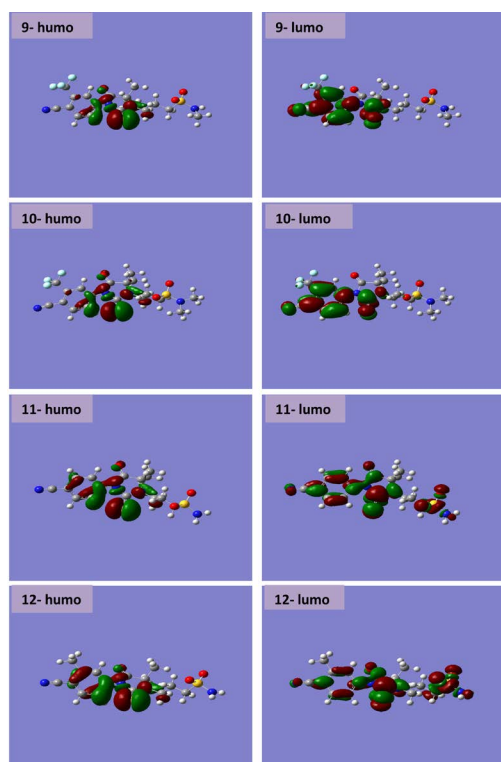 9- humo
9- lumo
10- humo
10- lumo
11- humo
11- lumo
12- humo
12- lumo